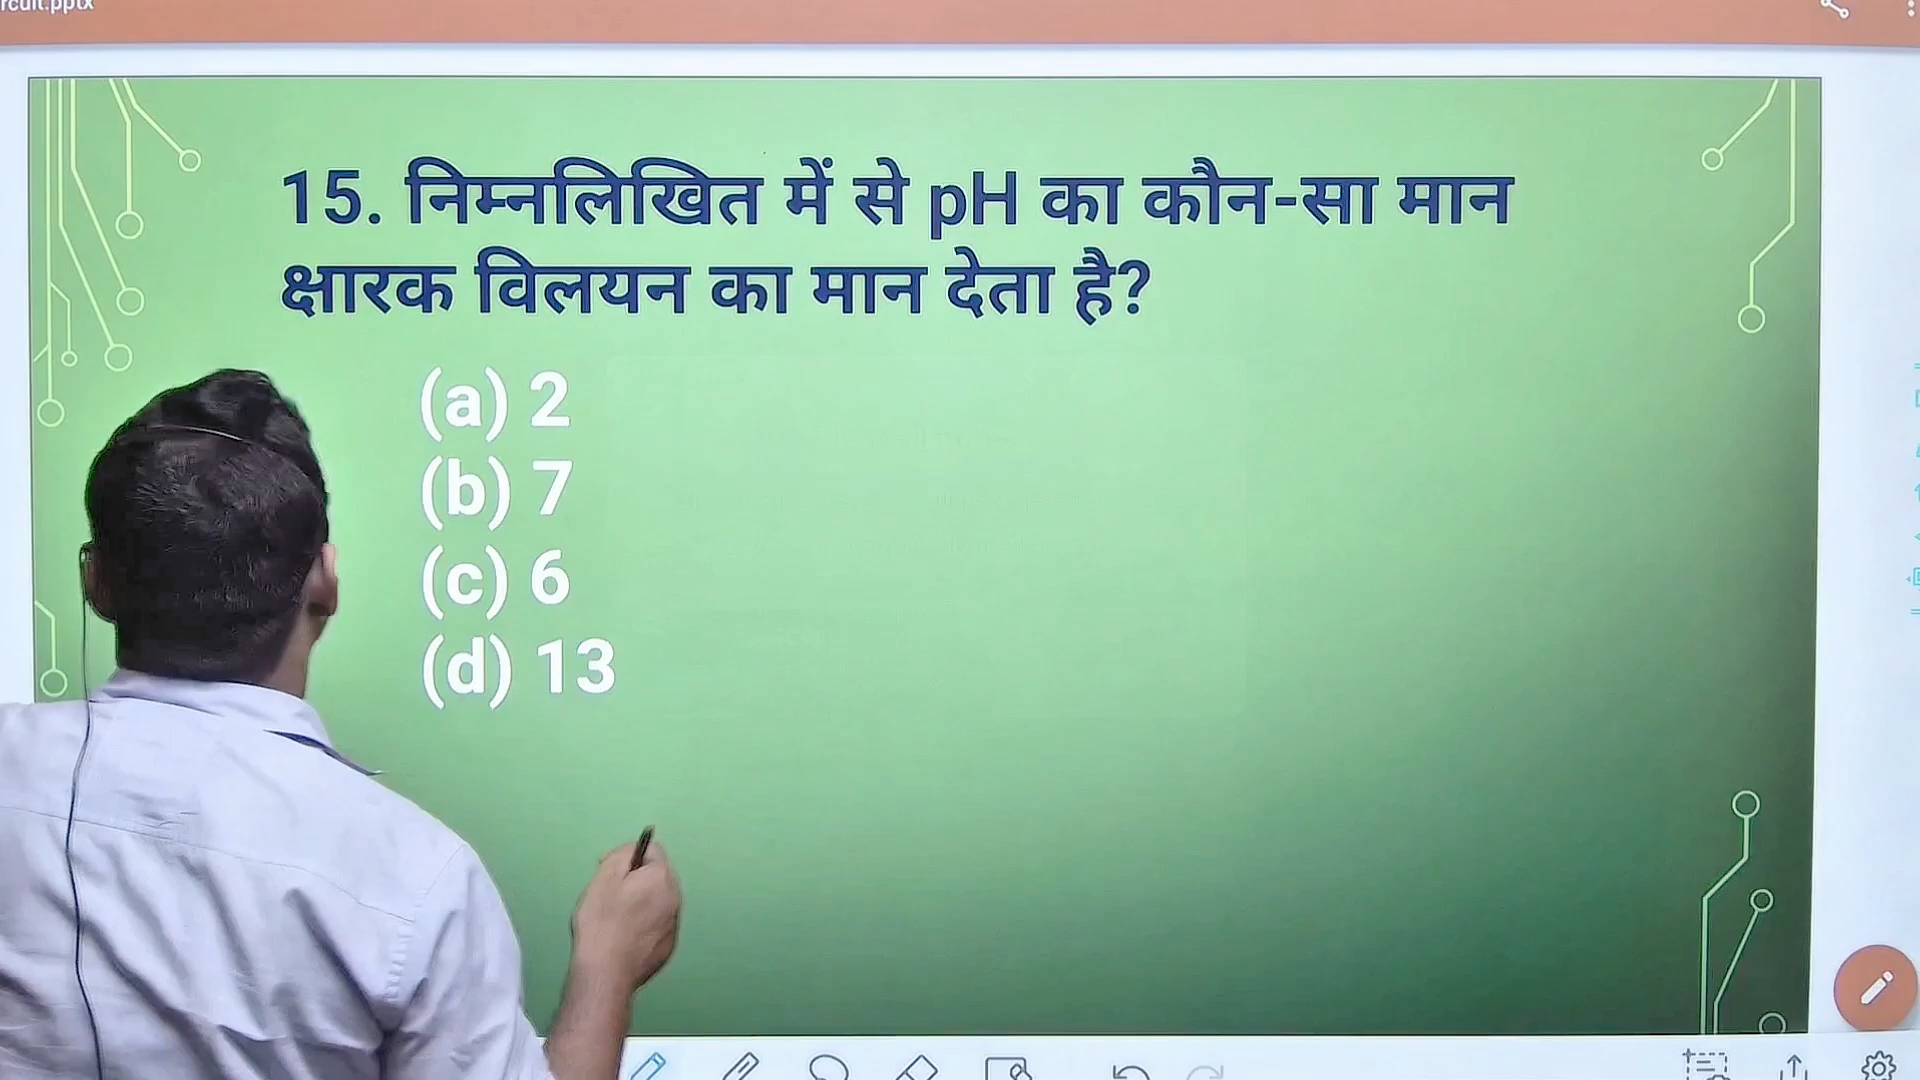 rcuit.pptx
15. निम्नलिखित में से pH का कौन-सा मान
क्षारक विलयन का मान देता है?
(a) 2
(b) 7
(c) 6
(d) 13